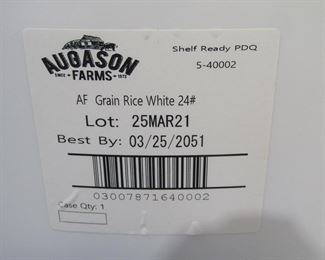 AUGASON
SINCE FARMS 1972
Shelf Ready PDQ
5-40002
AF Grain Rice White 24#
Lot: 25MAR21
Best By: 03/25/2051
03007871640002
Case Qty: 1